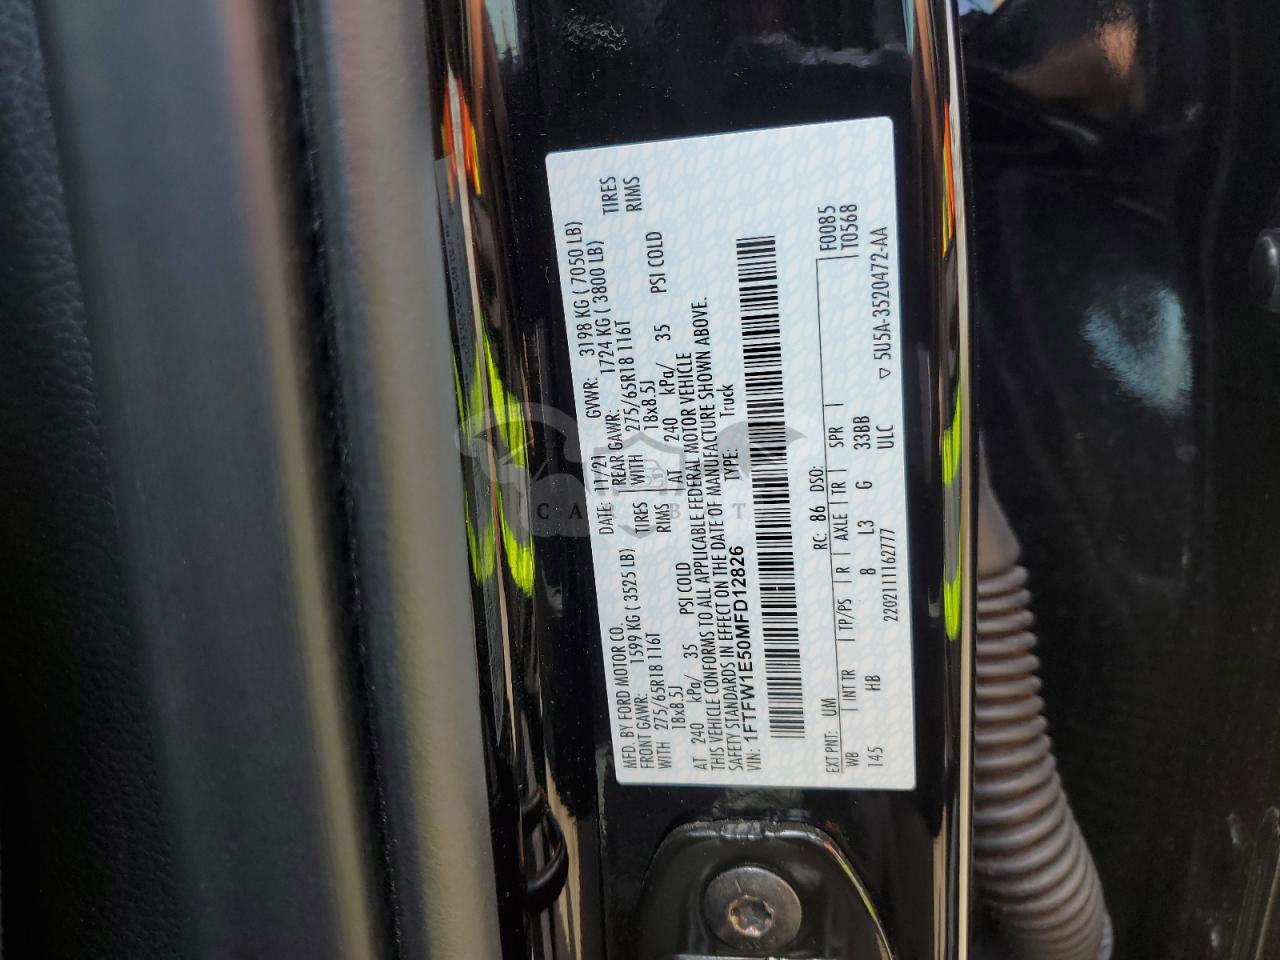 MFD. BY FORD MOTOR CO.
DATE: 11/21 GVWR: 3198 KG ( 7050 LB)
FRONT GAWR: 1599 KG ( 3525 LB) REAR GAWR: 1724 KG ( 3800 LB)
WITH 275/65R18 116T TIRES WITH 275/65R18 116T TIRES
18x8.5J RIMS 18x8.5J RIMS
AT 240 kPa/ 35 PSI COLD AT 240 kPa/ 35 PSI COLD
THIS VEHICLE CONFORMS TO ALL APPLICABLE FEDERAL MOTOR VEHICLE
SAFETY STANDARDS IN EFFECT ON THE DATE OF MANUFACTURE SHOWN ABOVE.
VIN: 1FTFW1E50MFD12826 TYPE: Truck
EXT PNT: UM RC: 86 DSO: F0085
WB INT TR TP/PS R AXLE TR SPR T0568
145 HB 8 L3 G 33BB
2202111162777 ULC ▽ 5U5A-3520472-AA